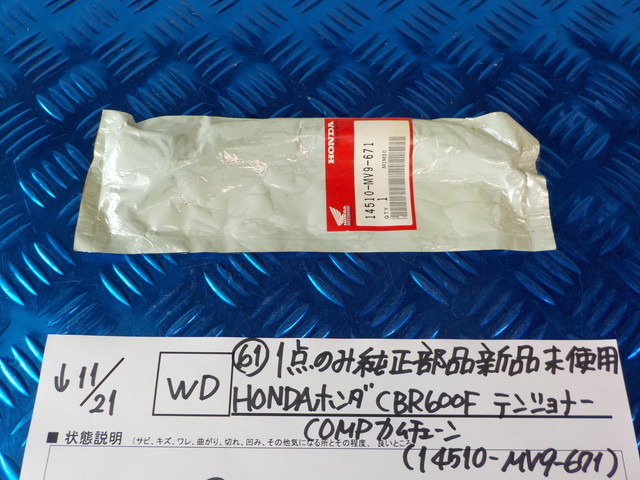 HONDA
14510-MV9-671
QTY 1
HONDA
↓11/21
WD
61 1点のみ純正部品新品未使用
HONDAホンダCBR600F テンショナー
COMPカムチェーン
(14510-MV9-671)
■ 状態説明 (サビ、キズ、ワレ、曲がり、切れ、凹み、その他気になる所とその程度、良いところ